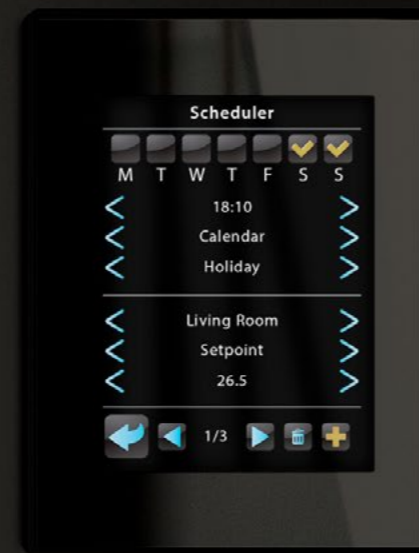 Scheduler
M T W T F S S
18:10
Calendar
Holiday
Living Room
Setpoint
26.5
1/3